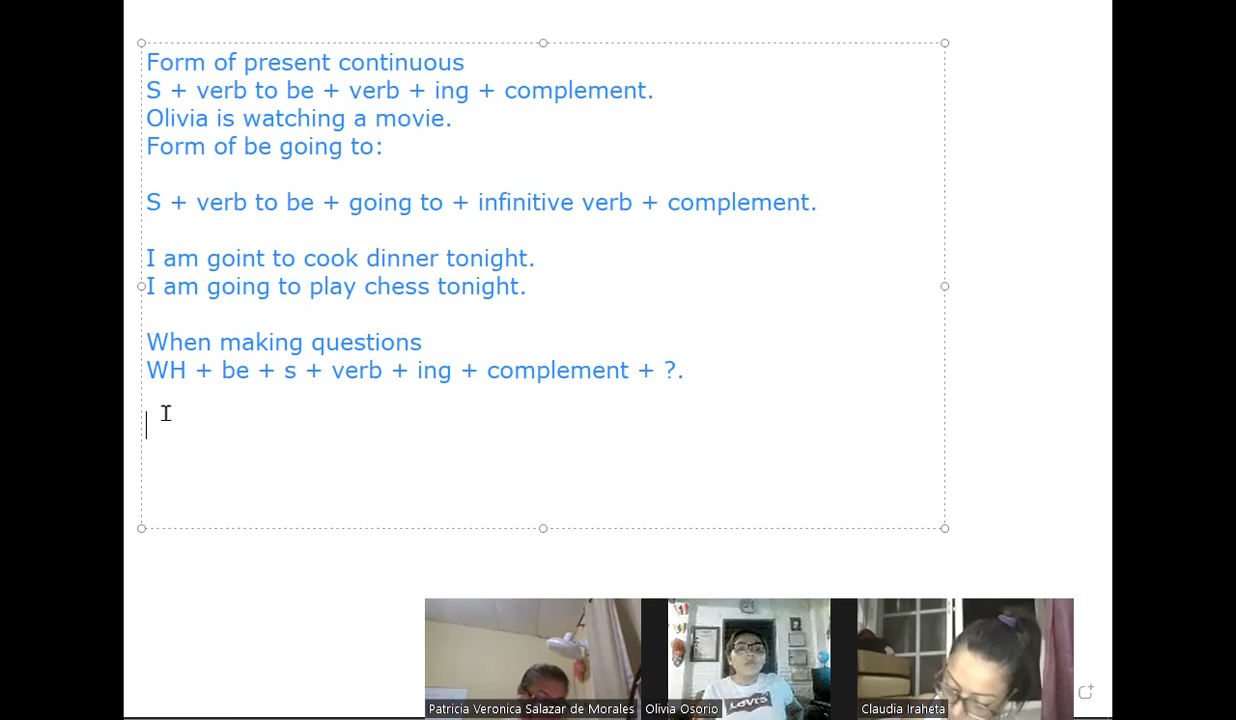 Form of present continuous
S + verb to be + verb + ing + complement.
Olivia is watching a movie.
Form of be going to:
S + verb to be + going to + infinitive verb + complement.
I am goint to cook dinner tonight.
I am going to play chess tonight.
When making questions
WH + be + s + verb + ing + complement + ?.
LEVI'S
Patricia Veronica Salazar de Morales
Olivia Osorio
Claudia Iraheta